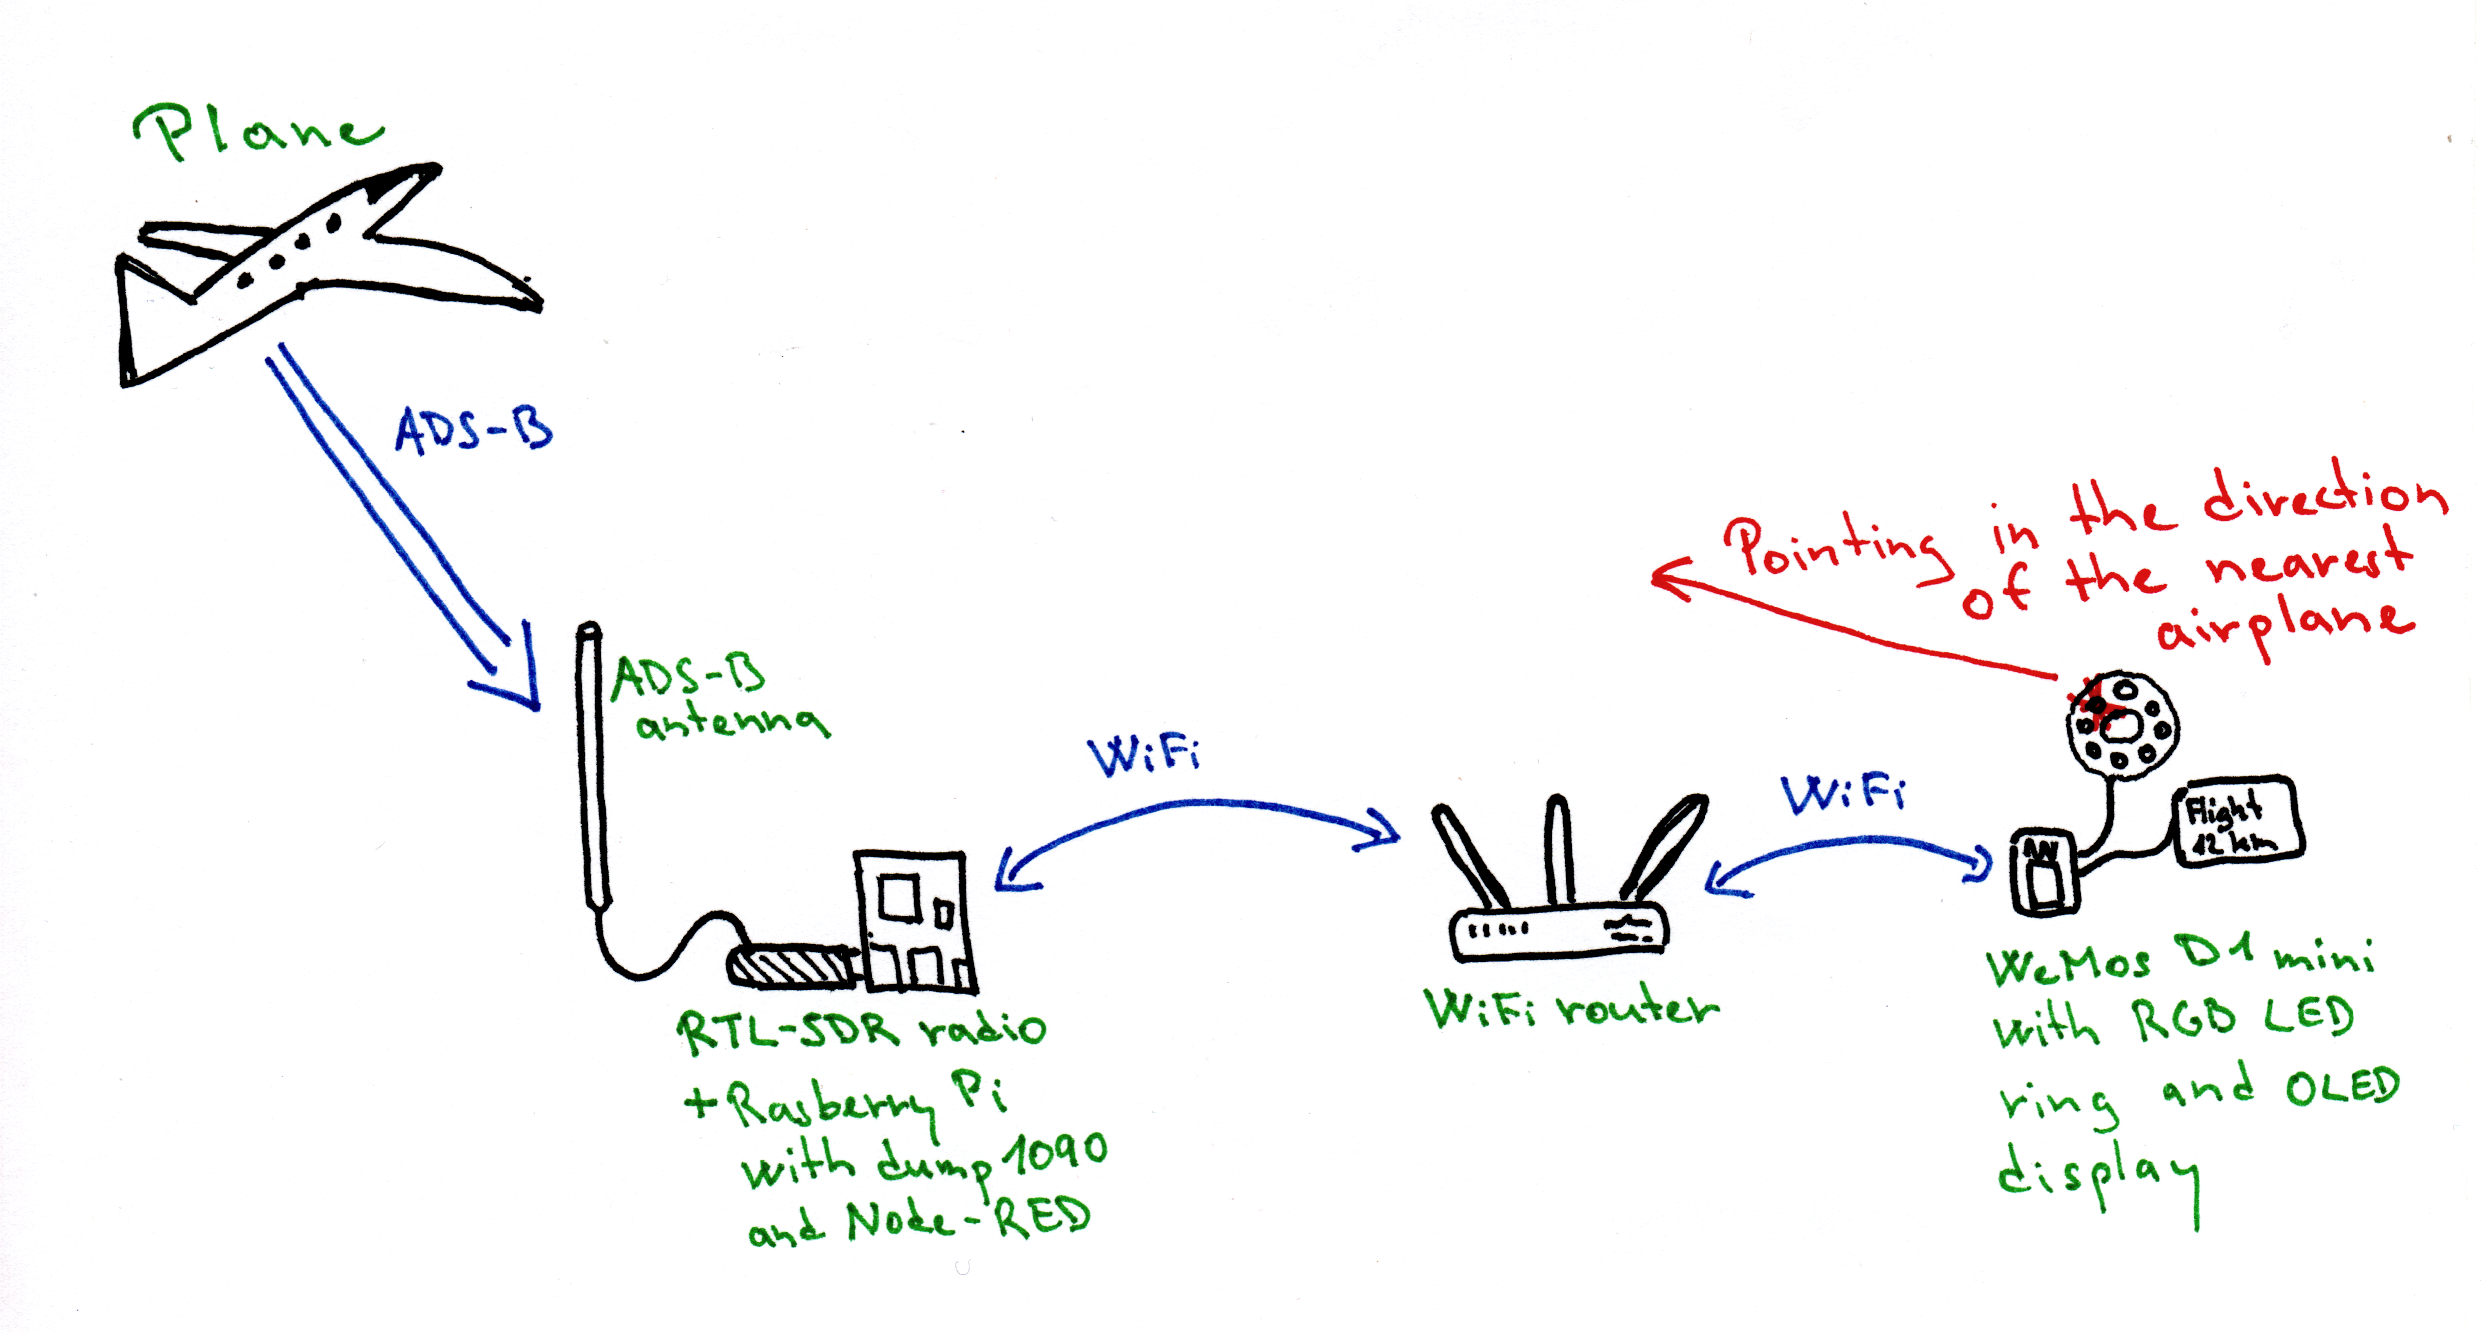 Plane
ADS-B
ADS-B
antenna
RTL-SDR radio
+ Rasberry Pi
with dump1090
and Node-RED
WiFi
WiFi router
WiFi
Pointing in the direction
of the nearest
airplane
Flight
12 km
WeMos D1 mini
with RGB LED
ring and OLED
display